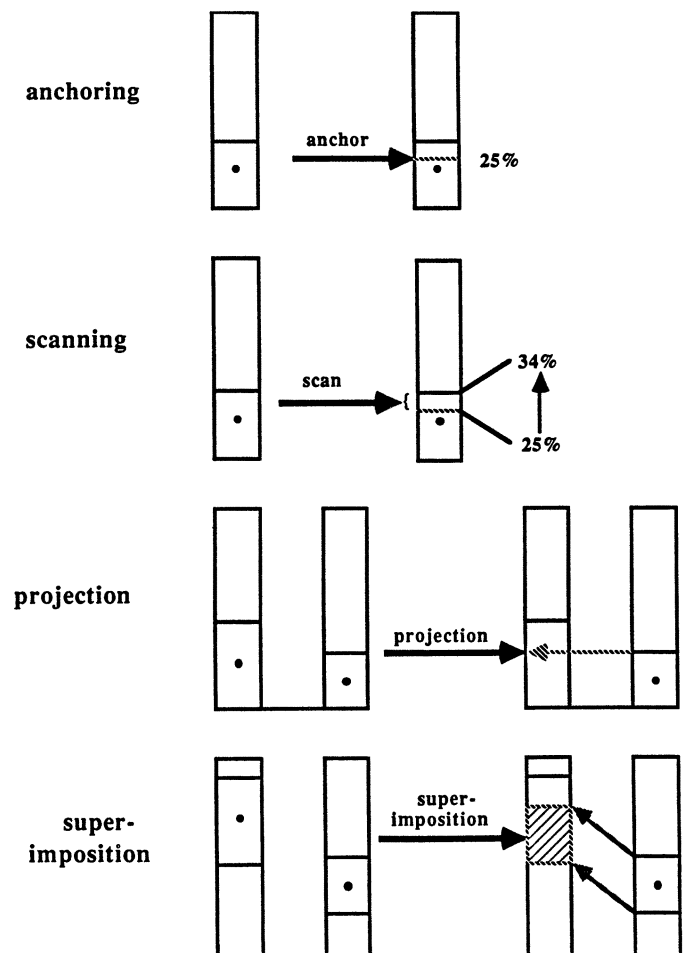 anchoring
anchor
25%
scanning
scan
34%
25%
projection
projection
super-
imposition
super-
imposition